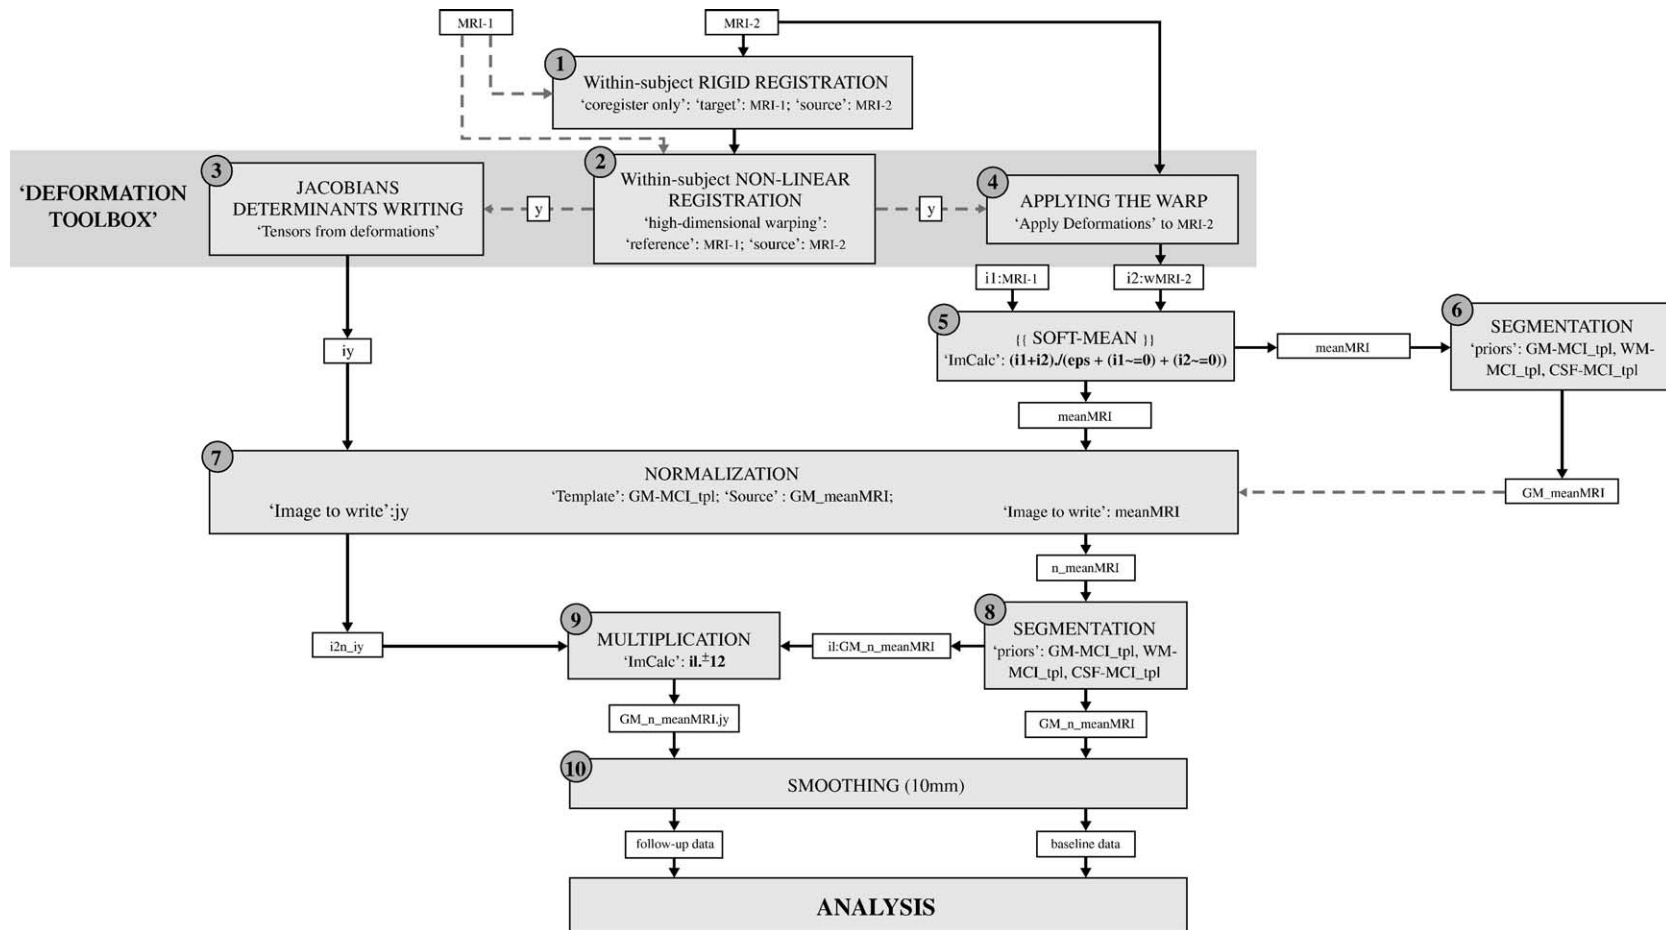 MRI-1
MRI-2
1
Within-subject RIGID REGISTRATION
‘coregister only’: ‘target’: MRI-1; ‘source’: MRI-2
‘DEFORMATION
TOOLBOX’
3
JACOBIANS
DETERMINANTS WRITING
‘Tensors from deformations’
y
2
Within-subject NON-LINEAR
REGISTRATION
‘high-dimensional warping’:
‘reference’: MRI-1; ‘source’: MRI-2
y
4
APPLYING THE WARP
‘Apply Deformations’ to MRI-2
i1:MRI-1
i2:wMRI-2
iy
5
{{ SOFT-MEAN }}
‘ImCalc’: (i1+i2)./(eps + (i1~=0) + (i2~=0))
meanMRI
6
SEGMENTATION
‘priors’: GM-MCI_tpl, WM-
MCI_tpl, CSF-MCI_tpl
meanMRI
7
NORMALIZATION
‘Template’: GM-MCI_tpl; ‘Source’ : GM_meanMRI;
‘Image to write’:jy
‘Image to write’: meanMRI
GM_meanMRI
n_meanMRI
i2n_iy
9
MULTIPLICATION
‘ImCalc’: il.±12
il:GM_n_meanMRI
8
SEGMENTATION
‘priors’: GM-MCI_tpl, WM-
MCI_tpl, CSF-MCI_tpl
GM_n_meanMRI.jy
GM_n_meanMRI
10
SMOOTHING (10mm)
follow-up data
baseline data
ANALYSIS